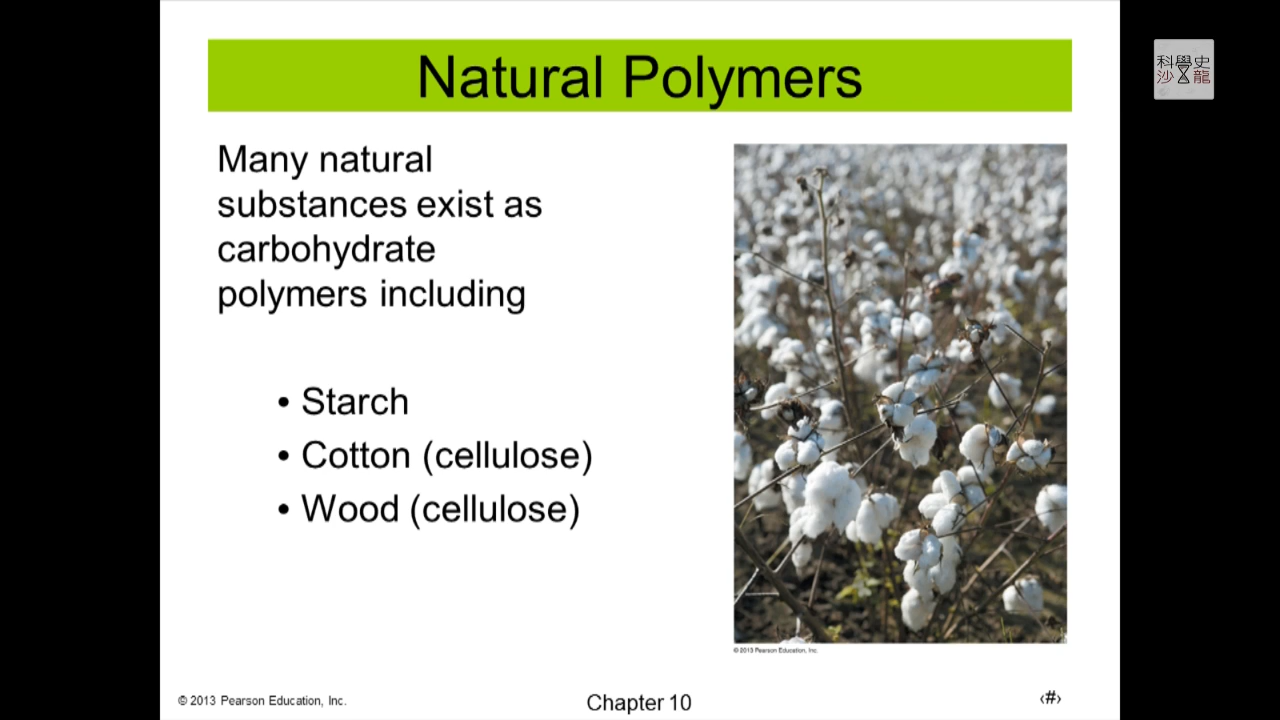 Natural Polymers
科學史
沙龍
Many natural
substances exist as
carbohydrate
polymers including
• Starch
• Cotton (cellulose)
• Wood (cellulose)
© 2013 Pearson Education, Inc.
© 2013 Pearson Education, Inc.
Chapter 10
‹#›